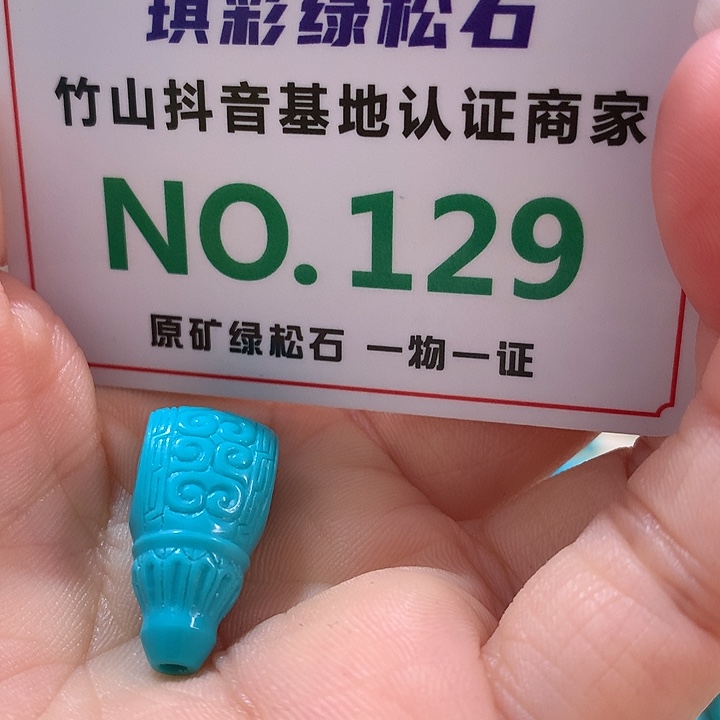 琪彩绿松石
竹山抖音基地认证商家
NO.129
原矿绿松石 一物一证